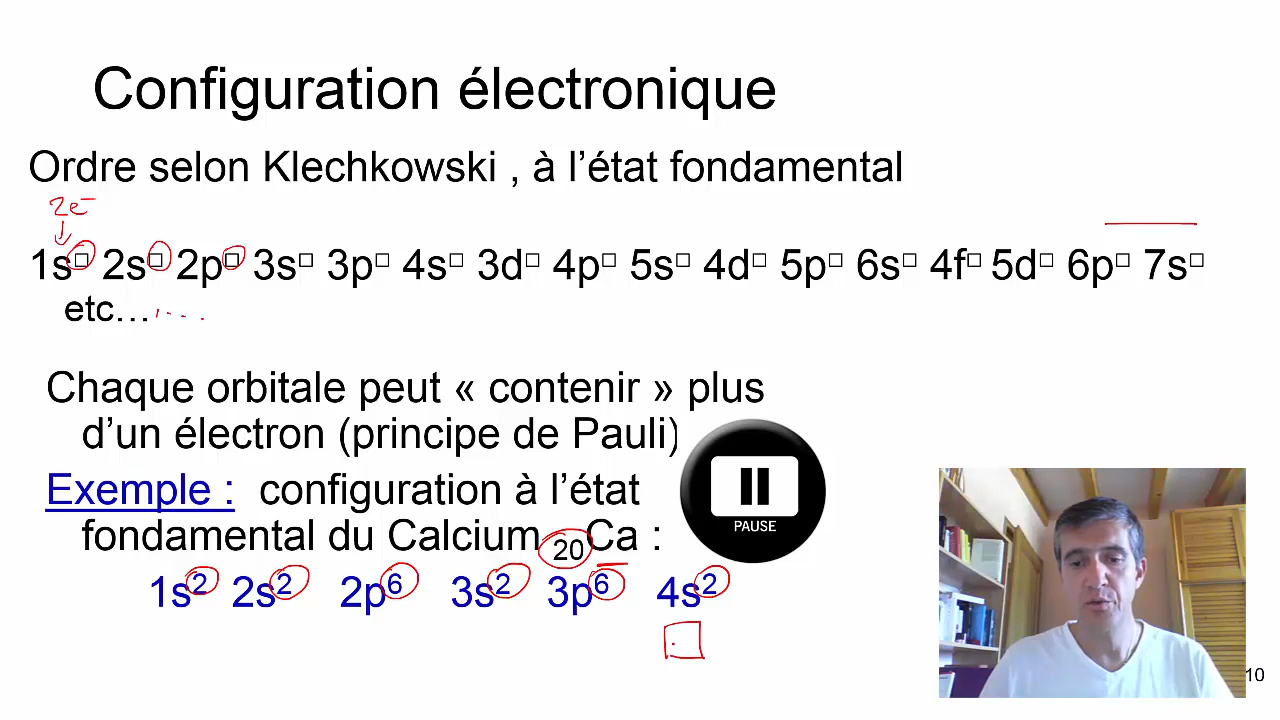 Configuration électronique
Ordre selon Klechkowski , à l'état fondamental
2e⁻
1s□ 2s□ 2p□ 3s□ 3p□ 4s□ 3d□ 4p□ 5s□ 4d□ 5p□ 6s□ 4f□ 5d□ 6p□ 7s□
etc…
Chaque orbitale peut « contenir » plus
d'un électron (principe de Pauli)
PAUSE
Exemple : configuration à l'état
fondamental du Calcium ₂₀Ca :
1s² 2s² 2p⁶ 3s² 3p⁶ 4s²
10